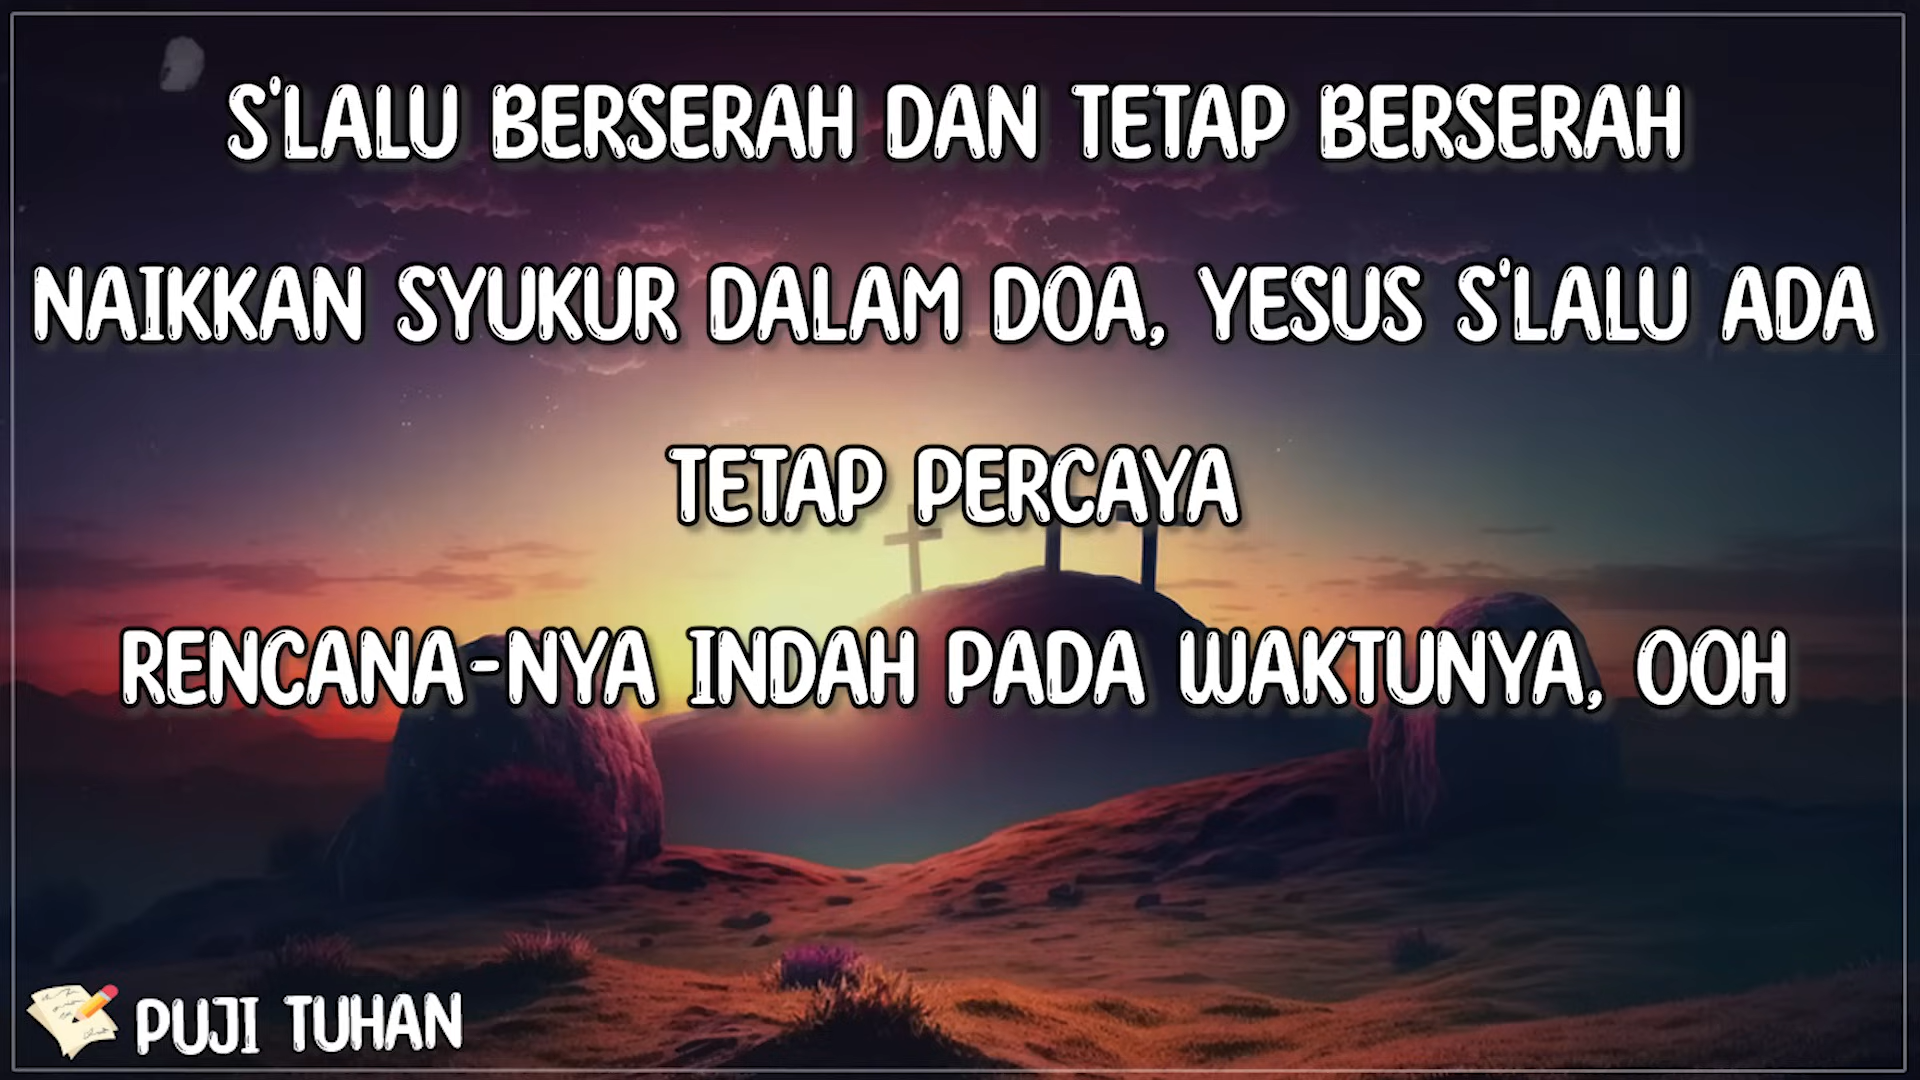 S'LALU BERSERAH DAN TETAP BERSERAH
NAIKKAN SYUKUR DALAM DOA, YESUS S'LALU ADA
TETAP PERCAYA
RENCANA-NYA INDAH PADA WAKTUNYA, OOH
PUJI TUHAN